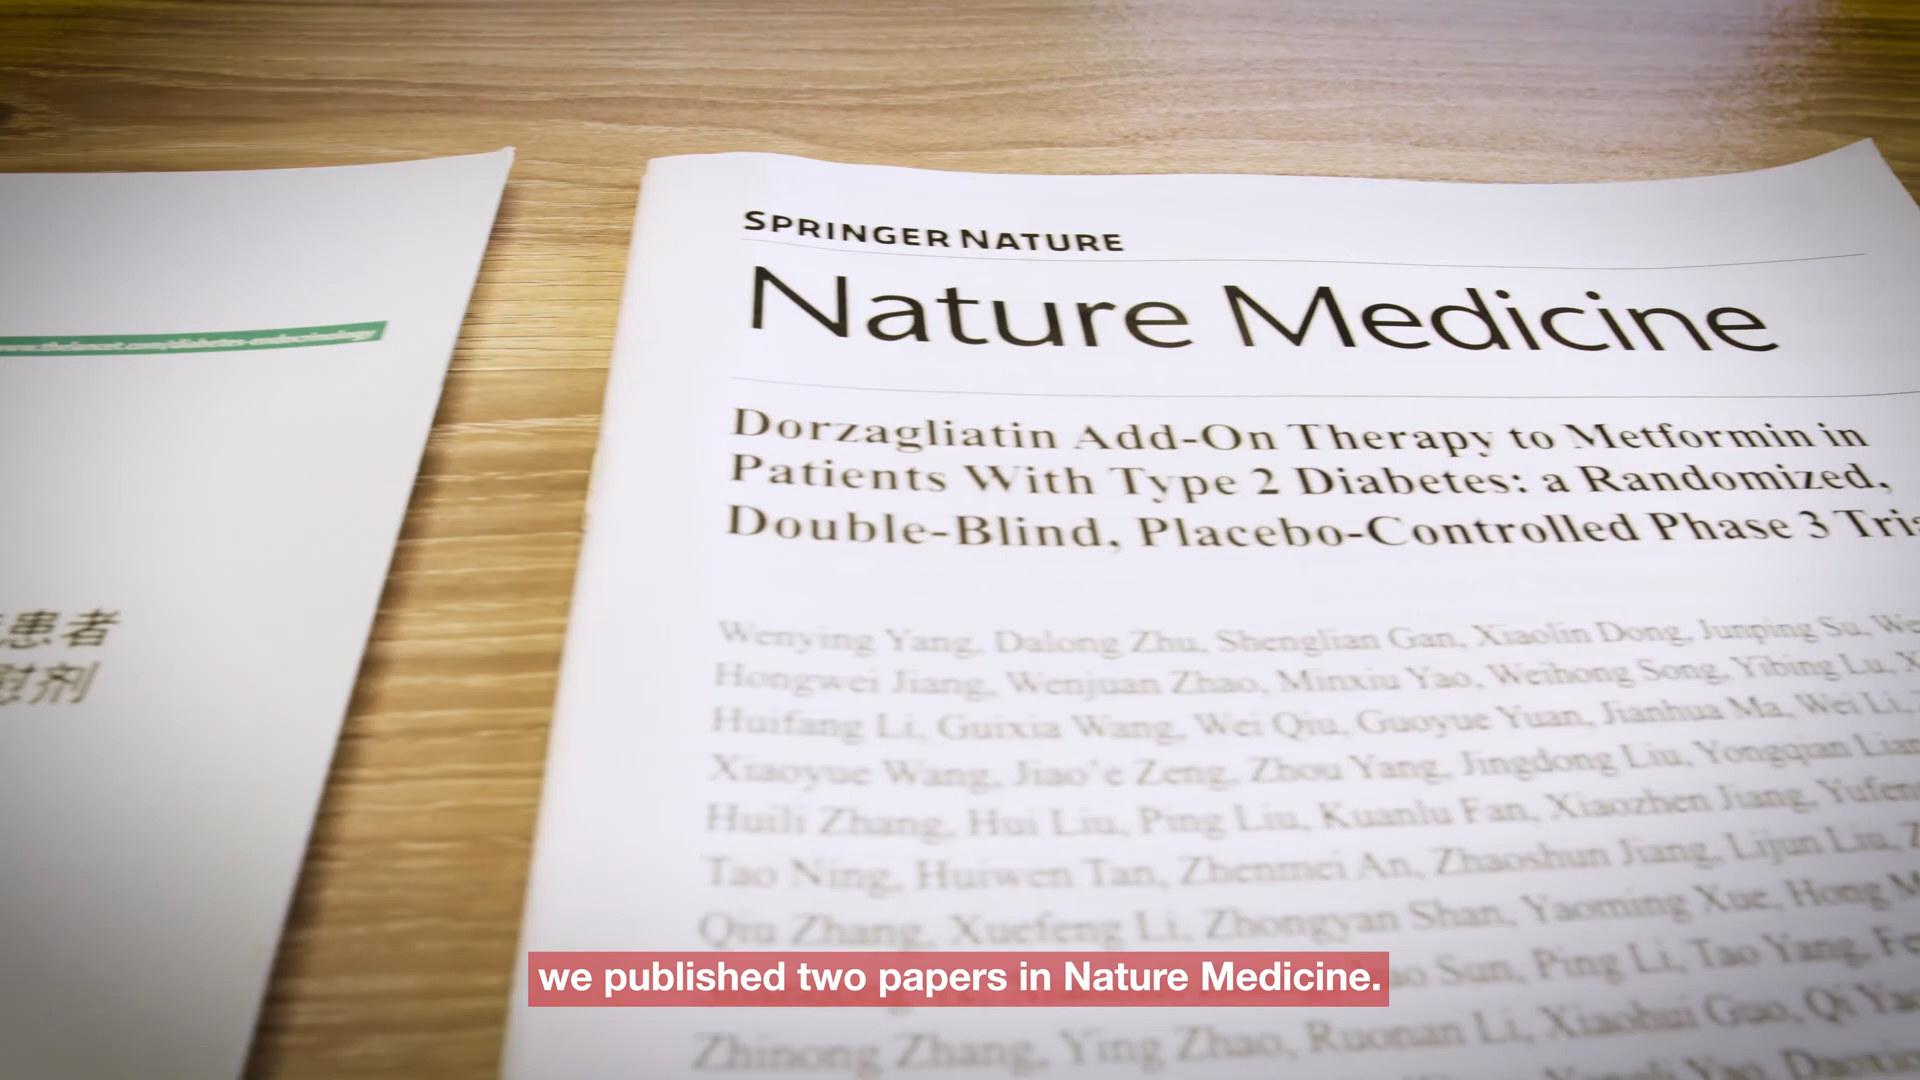 患者
慰剂
SPRINGER NATURE
Nature Medicine
Dorzagliatin Add-On Therapy to Metformin in
Patients With Type 2 Diabetes: a Randomized,
Double-Blind, Placebo-Controlled Phase 3
Wenying Yang, Dalong Zhu, Shenglian Gan, Xiaolin Dong, Junping Su,
Hongwei Jiang, Wenjuan Zhao, Minxiu Yao, Weihong Song, Yibing Lu,
Huifang Li, Guixia Wang, Wei Qiu, Guoyue Yuan, Jianhua Ma, Wei Li,
Xiaoyue Wang, Jiao'e Zeng, Zhou Yang, Jingdong Liu, Yongqian
Huili Zhang, Hui Liu, Ping Liu, Kuanlu Fan, Xiaozhen Jiang,
Tao Ning, Huiwen Tan, Zhenmei An, Zhaoshun Jiang, Lijun Liu,
Qiu Zhang, Xuefeng Li, Zhongyan Shan, Yaoming Xue, Hong
Sun, Ping Li, Tao Yang,
we published two papers in Nature Medicine.
Zhinong Zhang, Ying Zhao, Ruonan Li, Xiaohui Guo, Qi